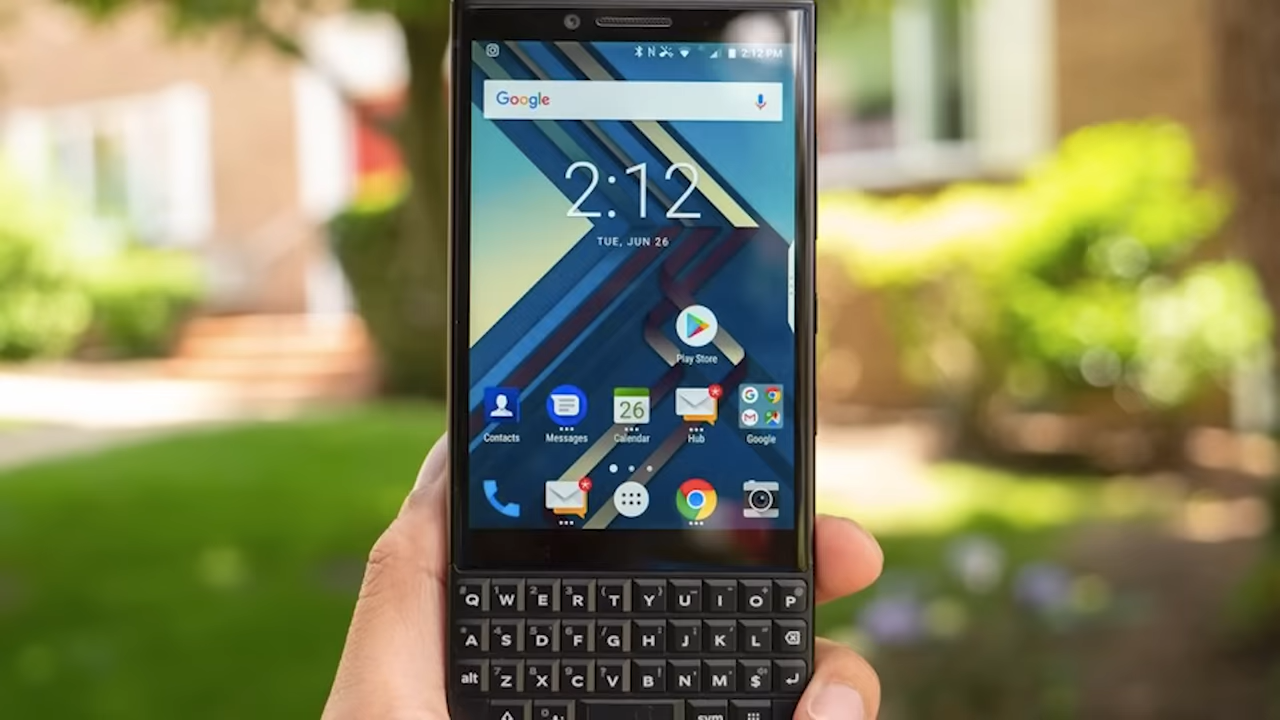 2:12 PM
Google
2:12
TUE, JUN 26
Play Store
26
Contacts Messages Calendar Hub Google
Q W E R T Y U I O P
A S D F G H J K L
alt Z X C V B N M $
sym